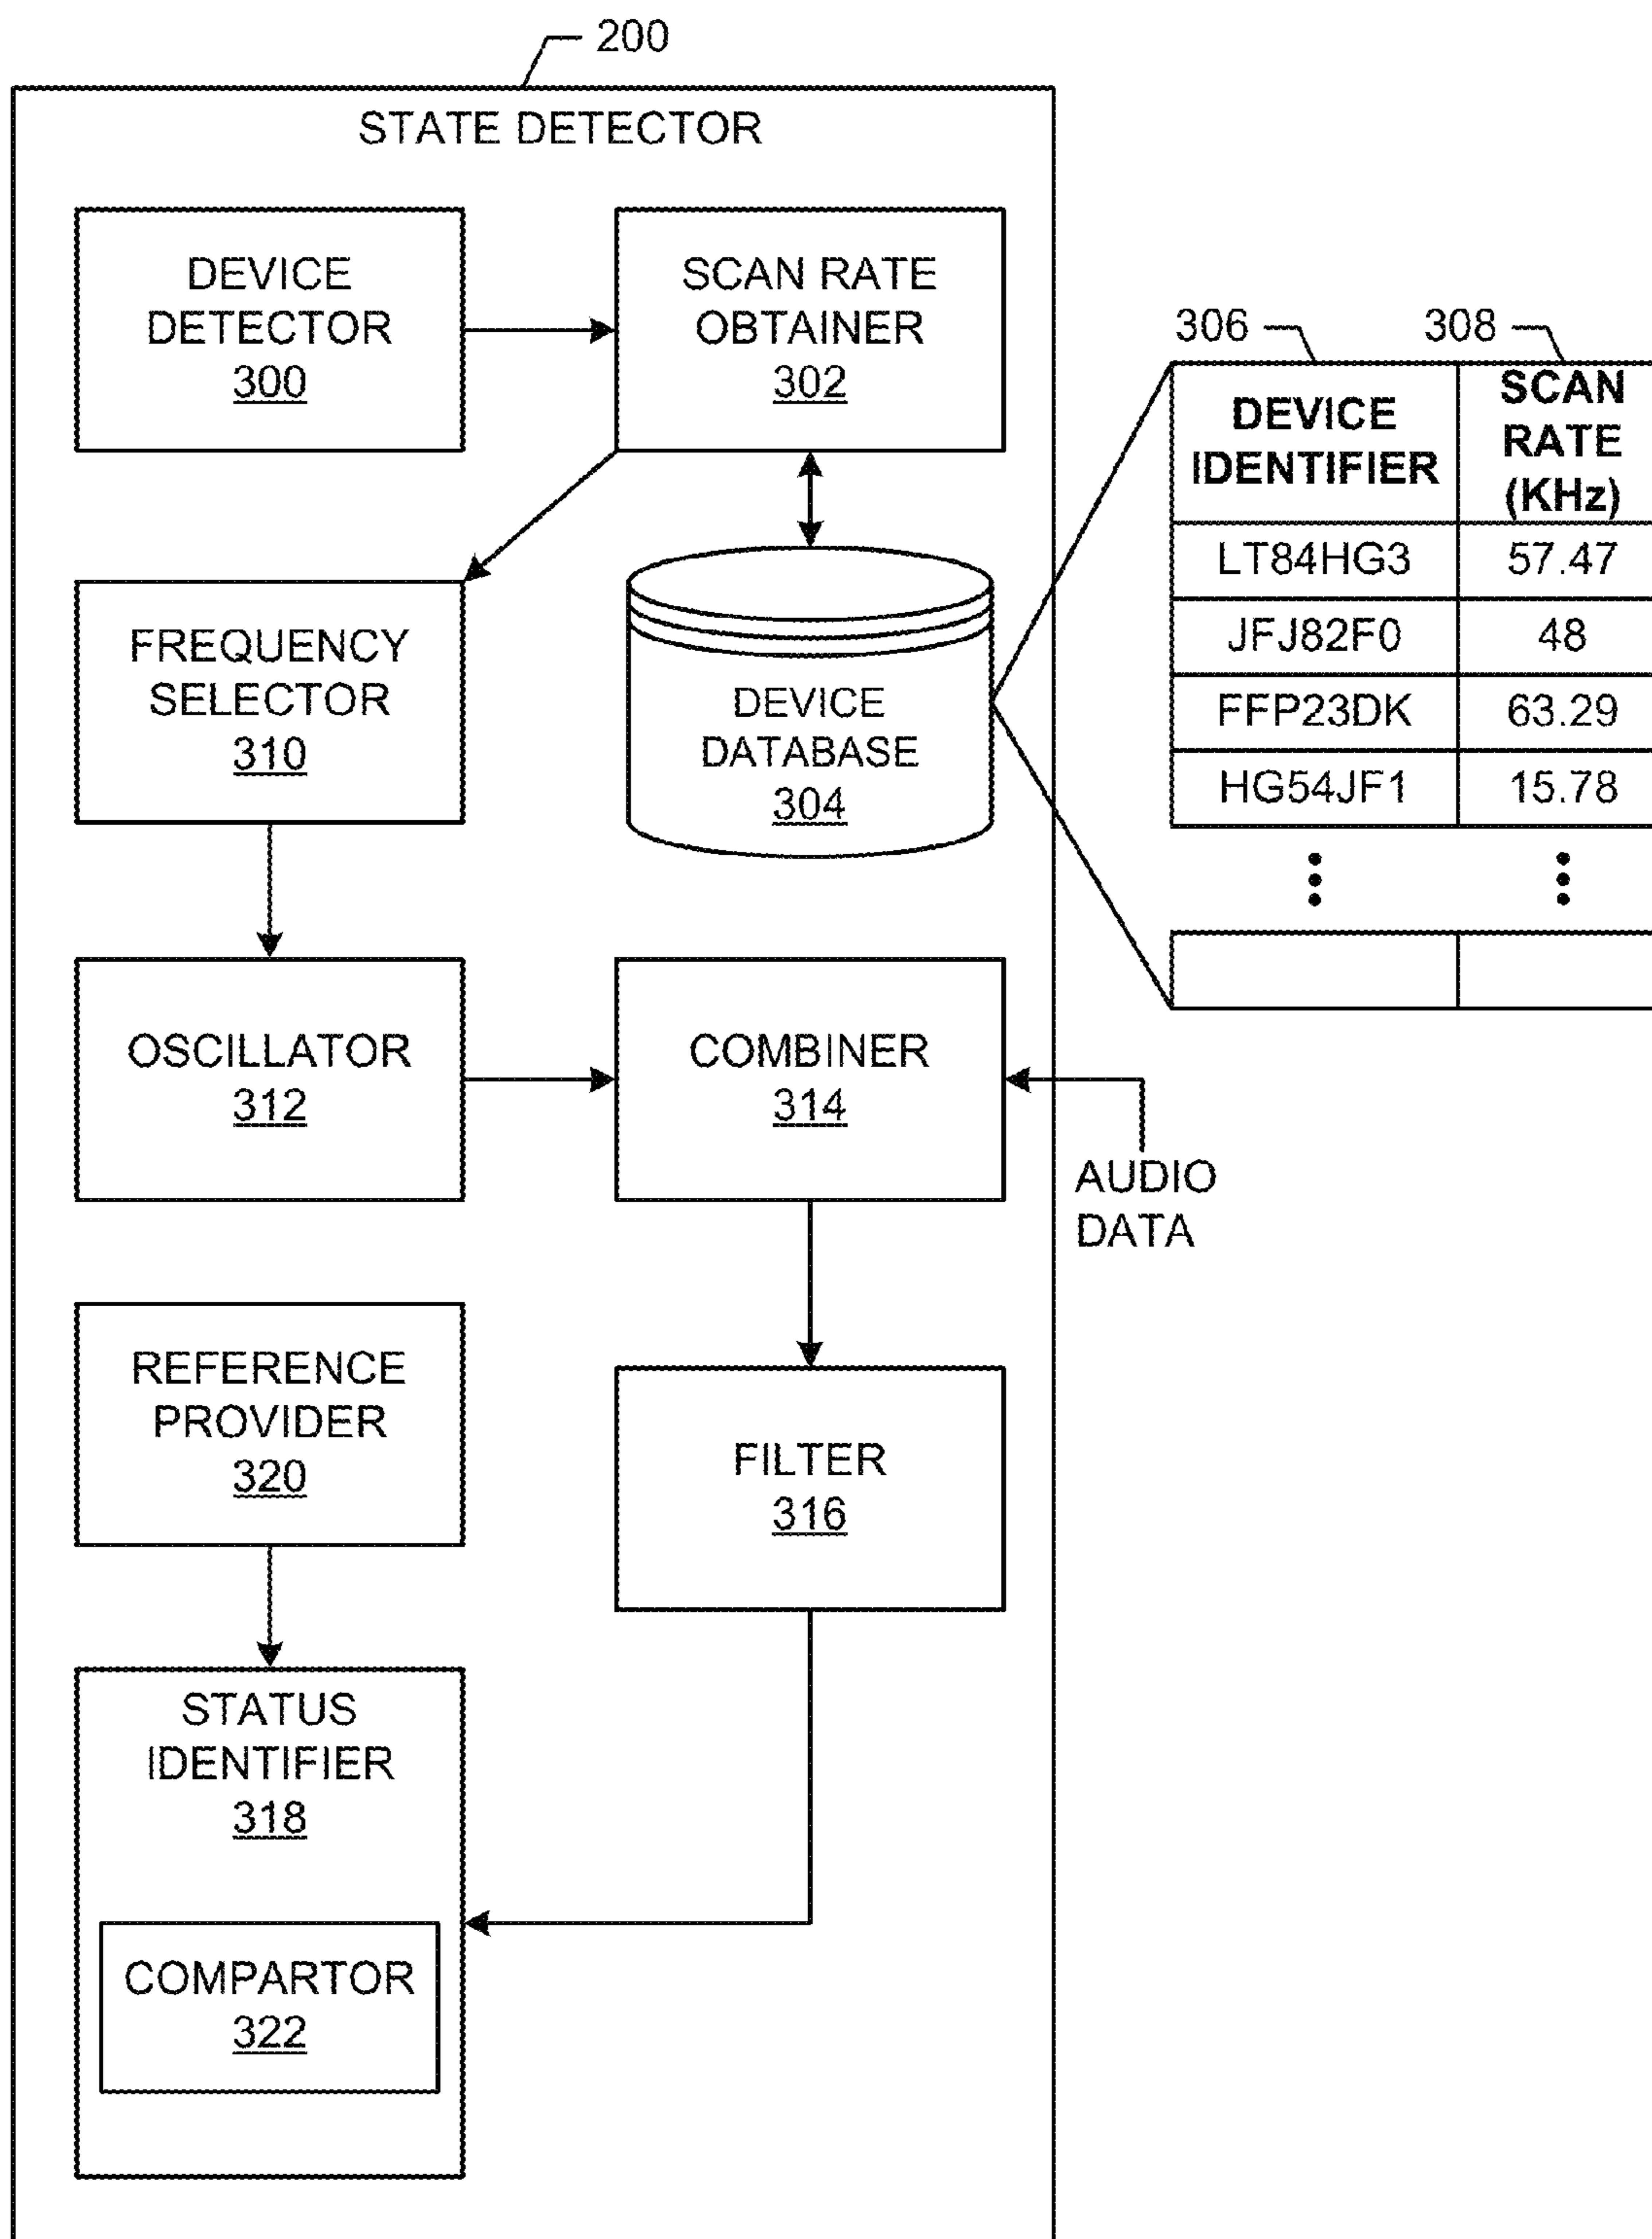 200
STATE DETECTOR
DEVICE
DETECTOR
300
SCAN RATE
OBTAINER
302
306
308
DEVICE
IDENTIFIER
SCAN
RATE
(KHz)
LT84HG3
57.47
JFJ82F0
48
FFP23DK
63.29
HG54JF1
15.78
FREQUENCY
SELECTOR
310
DEVICE
DATABASE
304
OSCILLATOR
312
COMBINER
314
AUDIO
DATA
REFERENCE
PROVIDER
320
FILTER
316
STATUS
IDENTIFIER
318
COMPARTOR
322